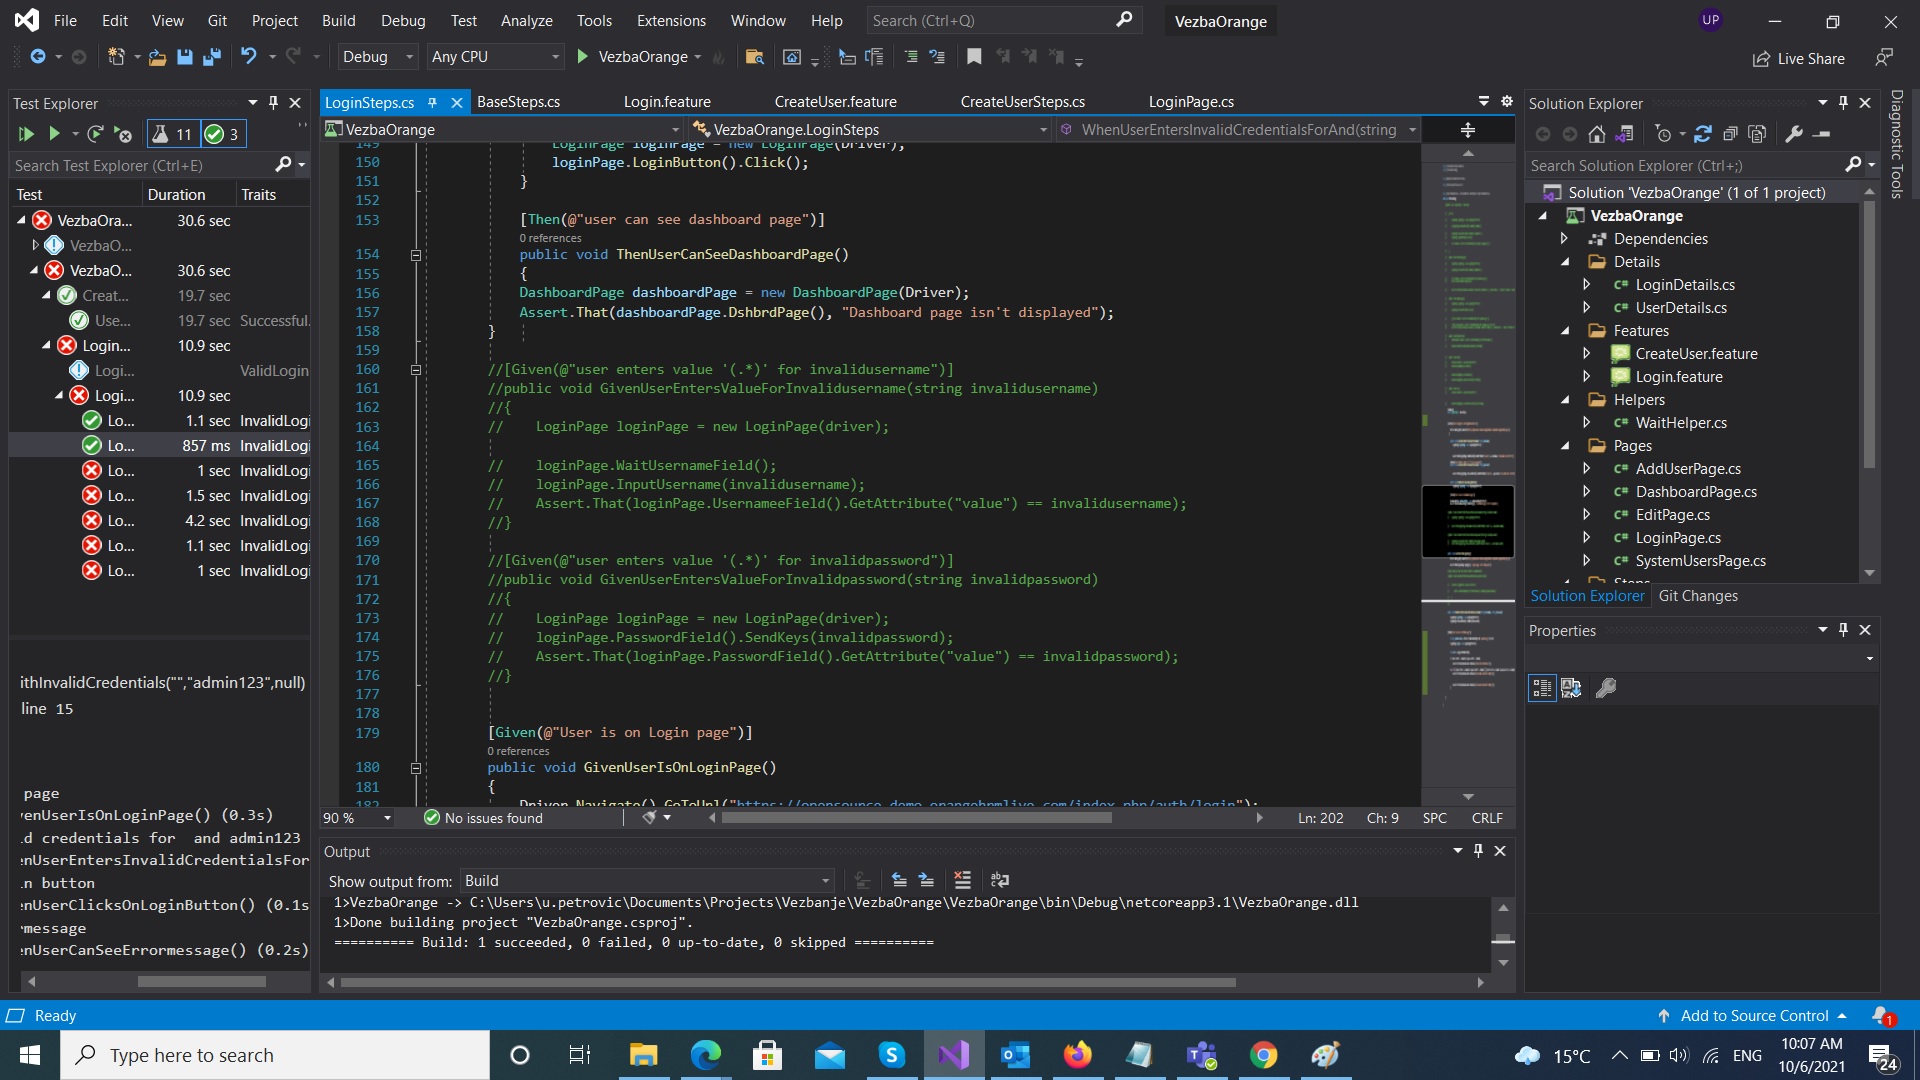 File Edit View Git Project Build Debug Test Analyze Tools Extensions Window Help Search (Ctrl+Q) VezbaOrange UP
Debug Any CPU VezbaOrange Live Share
Test Explorer
11 3
Search Test Explorer (Ctrl+E)
Test Duration Traits
VezbaOra... 30.6 sec
VezbaO...
VezbaO... 30.6 sec
Creat... 19.7 sec
Use... 19.7 sec Successful.
Login... 10.9 sec
Logi... ValidLogin
Logi... 10.9 sec
Lo... 1.1 sec InvalidLogi
Lo... 857 ms InvalidLogi
Lo... 1 sec InvalidLogi
Lo... 1.5 sec InvalidLogi
Lo... 4.2 sec InvalidLogi
Lo... 1.1 sec InvalidLogi
Lo... 1 sec InvalidLogi
ithInvalidCredentials("","admin123",null)
line 15
page
enUserIsOnLoginPage() (0.3s)
d credentials for  and admin123
enUserEntersInvalidCredentialsFor
n button
enUserClicksOnLoginButton() (0.1s
message
enUserCanSeeErrormessage() (0.2s)
LoginSteps.cs BaseSteps.cs Login.feature CreateUser.feature CreateUserSteps.cs LoginPage.cs
VezbaOrange VezbaOrange.LoginSteps WhenUserEntersInvalidCredentialsForAnd(string
149 LoginPage loginPage = new LoginPage(Driver);
150 loginPage.LoginButton().Click();
151 }
152
153 [Then(@"user can see dashboard page")]
0 references
154 public void ThenUserCanSeeDashboardPage()
155 {
156 DashboardPage dashboardPage = new DashboardPage(Driver);
157 Assert.That(dashboardPage.DshbrdPage(), "Dashboard page isn't displayed");
158 }
159
160 //[Given(@"user enters value '(.*)' for invalidusername")]
161 //public void GivenUserEntersValueForInvalidusername(string invalidusername)
162 //{
163 // LoginPage loginPage = new LoginPage(driver);
164
165 // loginPage.WaitUsernameField();
166 // loginPage.InputUsername(invalidusername);
167 // Assert.That(loginPage.UsernameeField().GetAttribute("value") == invalidusername);
168 //}
169
170 //[Given(@"user enters value '(.*)' for invalidpassword")]
171 //public void GivenUserEntersValueForInvalidpassword(string invalidpassword)
172 //{
173 // LoginPage loginPage = new LoginPage(driver);
174 // loginPage.PasswordField().SendKeys(invalidpassword);
175 // Assert.That(loginPage.PasswordField().GetAttribute("value") == invalidpassword);
176 //}
177
178
179 [Given(@"User is on Login page")]
0 references
180 public void GivenUserIsOnLoginPage()
181 {
182 Driver.Navigate().GoToUrl("https://opensource-demo.orangehrmlive.com/index.php/auth/login");
90 % No issues found Ln: 202 Ch: 9 SPC CRLF
Output
Show output from: Build
1>VezbaOrange -> C:\Users\u.petrovic\Documents\Projects\Vezbanje\VezbaOrange\VezbaOrange\bin\Debug\netcoreapp3.1\VezbaOrange.dll
1>Done building project "VezbaOrange.csproj".
========== Build: 1 succeeded, 0 failed, 0 up-to-date, 0 skipped ==========
Solution Explorer
Search Solution Explorer (Ctrl+;)
Solution 'VezbaOrange' (1 of 1 project)
VezbaOrange
Dependencies
Details
C# LoginDetails.cs
C# UserDetails.cs
Features
CreateUser.feature
Login.feature
Helpers
C# WaitHelper.cs
Pages
C# AddUserPage.cs
C# DashboardPage.cs
C# EditPage.cs
C# LoginPage.cs
C# SystemUsersPage.cs
Steps
Solution Explorer Git Changes
Properties
Diagnostic Tools
Ready Add to Source Control 1
Type here to search 15°C ENG 10:07 AM
10/6/2021
24